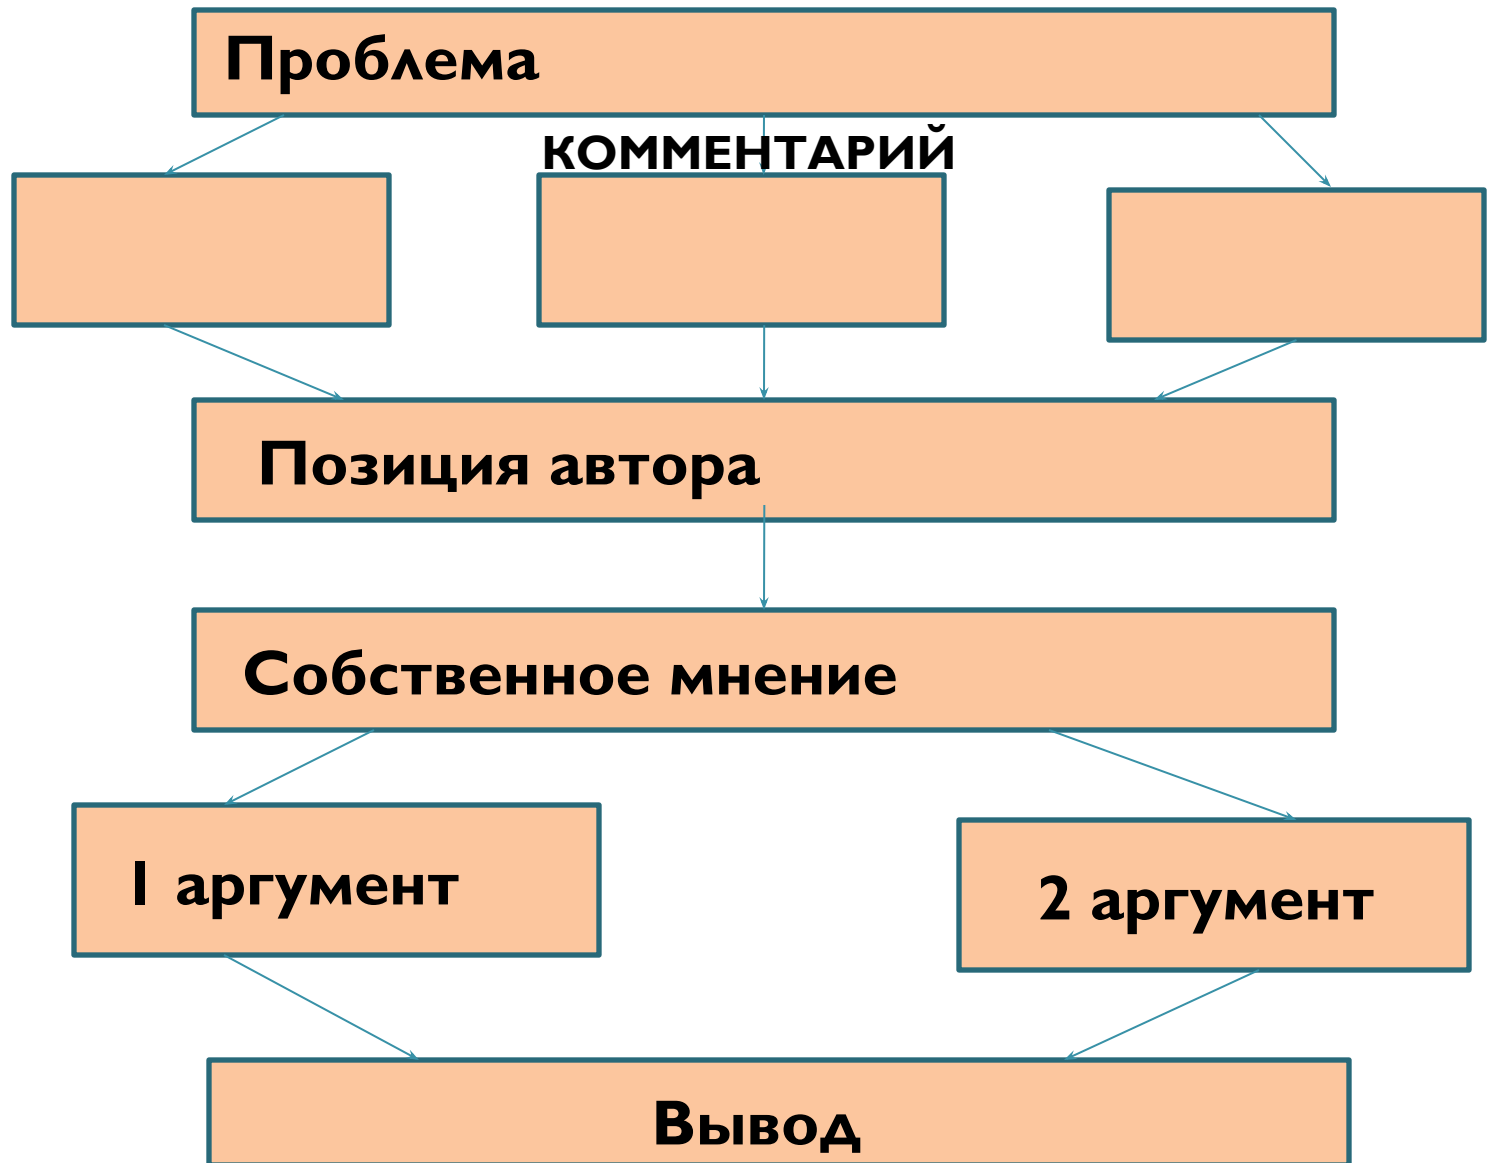 Проблема
КОММЕНТАРИЙ
Позиция автора
Собственное мнение
1 аргумент
2 аргумент
Вывод